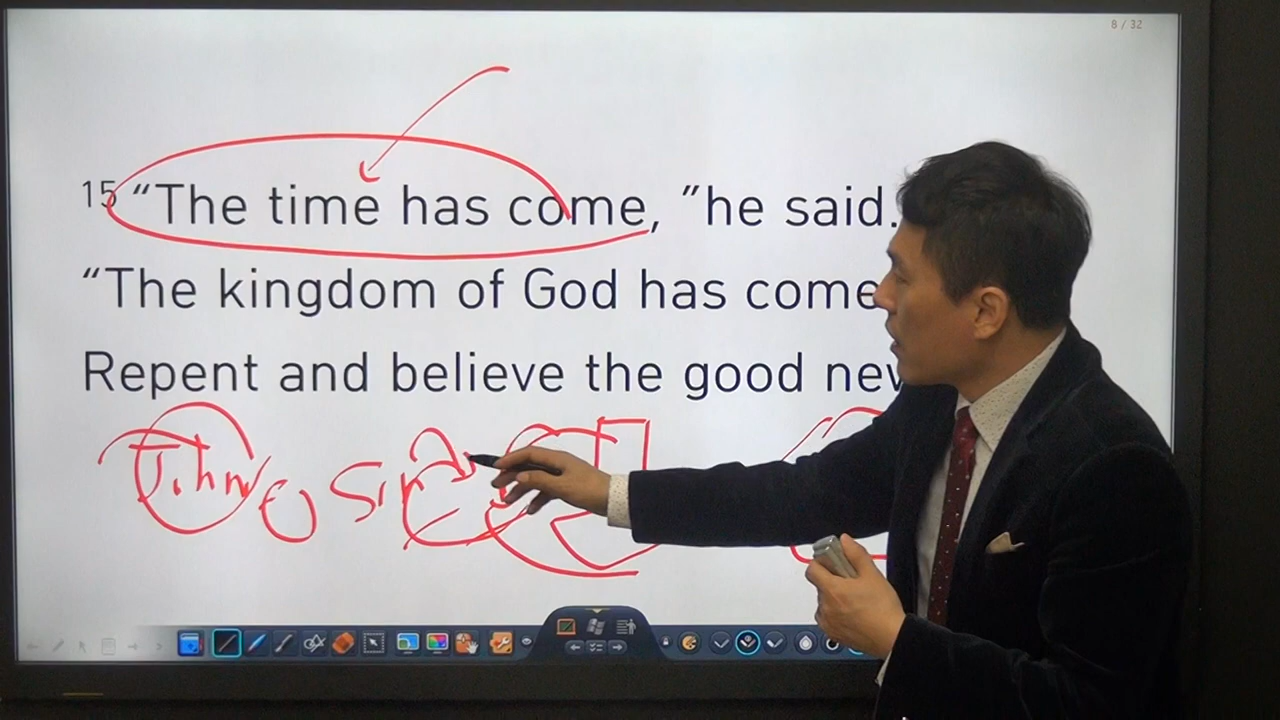 8 / 32
15 “The time has come, ”he said.
“The kingdom of God has come
Repent and believe the good
John Sin